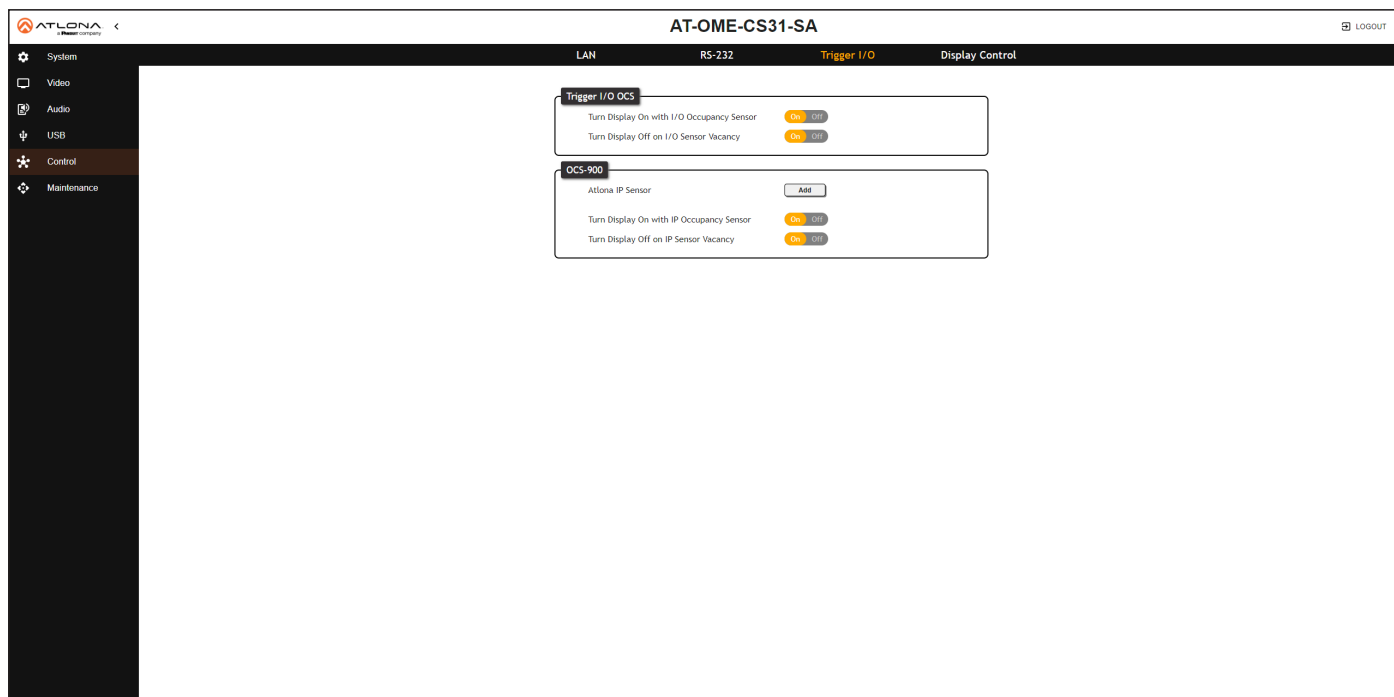 ATLONA
a Panduit company
<
AT-OME-CS31-SA
LOGOUT
System
Video
Audio
USB
Control
Maintenance
LAN RS-232 Trigger I/O Display Control
Trigger I/O OCS
Turn Display On with I/O Occupancy Sensor On Off
Turn Display Off on I/O Sensor Vacancy On Off
OCS-900
Atlona IP Sensor Add
Turn Display On with IP Occupancy Sensor On Off
Turn Display Off on IP Sensor Vacancy On Off